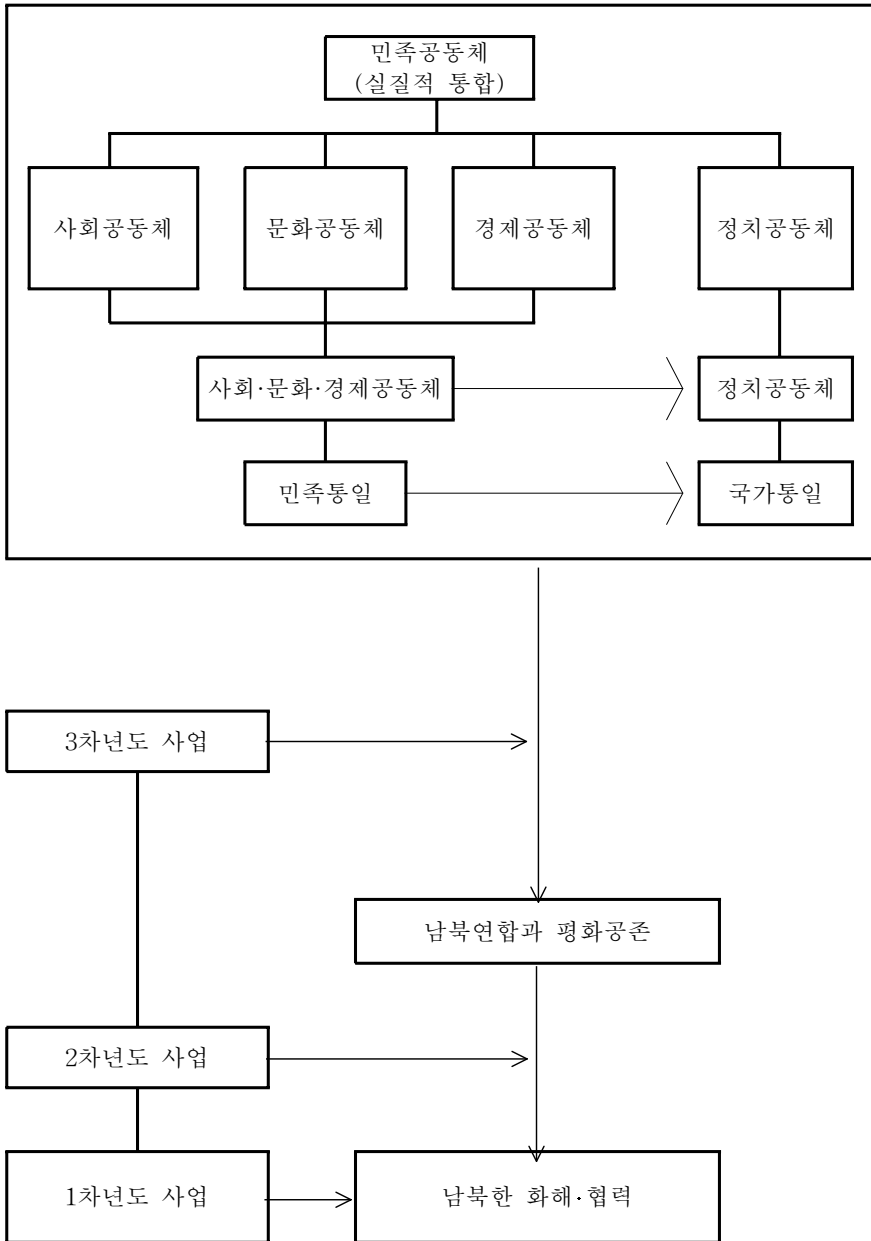 민족공동체
(실질적 통합)
사회공동체
문화공동체
경제공동체
정치공동체
사회·문화·경제공동체
정치공동체
민족통일
국가통일
3차년도 사업
남북연합과 평화공존
2차년도 사업
1차년도 사업
남북한 화해·협력